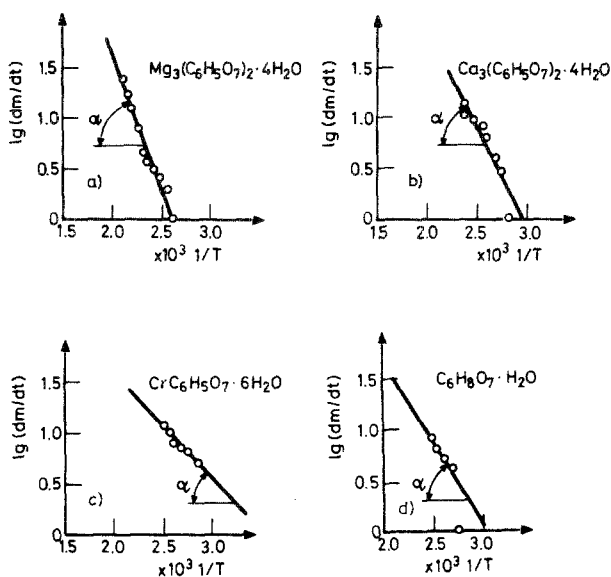 lg (dm/dt)
Mg₃(C₆H₅O₇)₂·4H₂O
1.5
1.0
α
0.5
a)
0
1.5 2.0 2.5 3.0
x10³ 1/T
lg (dm/dt)
Ca₃(C₆H₅O₇)₂·4H₂O
1.5
1.0
α
0.5
b)
0
1.5 2.0 2.5 3.0
x10³ 1/T
lg (dm/dt)
CrC₆H₅O₇·6H₂O
1.5
1.0
0.5
α
c)
0
1.5 2.0 2.5 3.0
x10³ 1/T
lg (dm/dt)
C₆H₈O₇·H₂O
1.5
1.0
0.5
α
d)
0
2.0 2.5 3.0
x10³ 1/T